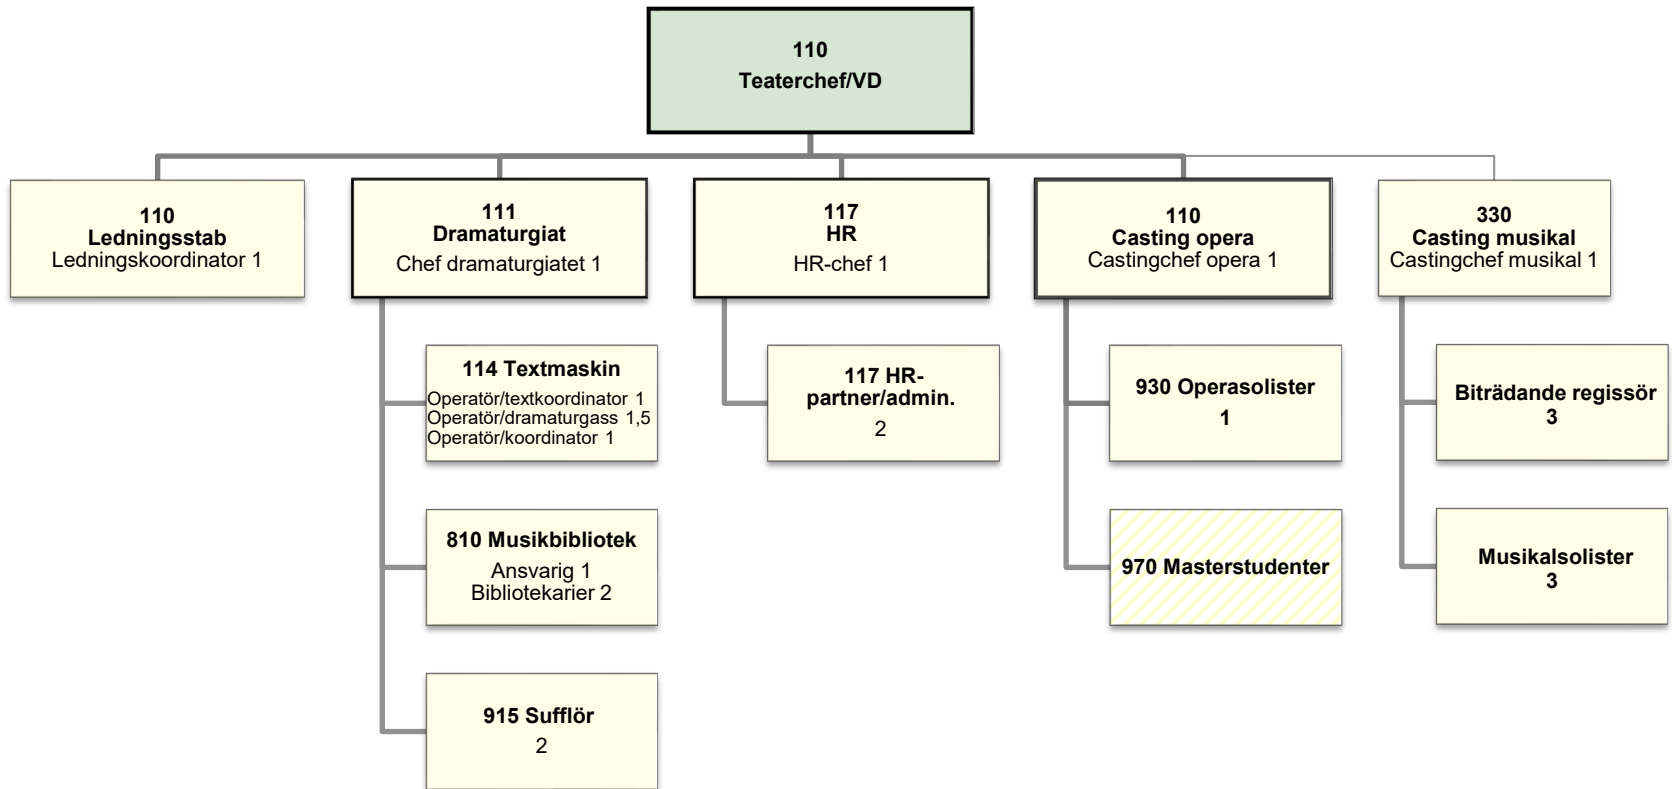 110
Teaterchef/VD
110
Ledningsstab
Ledningskoordinator 1
111
Dramaturgiat
Chef dramaturgiatet 1
117
HR
HR-chef 1
110
Casting opera
Castingchef opera 1
330
Casting musikal
Castingchef musikal 1
114 Textmaskin
Operatör/textkoordinator 1
Operatör/dramaturgass 1,5
Operatör/koordinator 1
810 Musikbibliotek
Ansvarig 1
Bibliotekarier 2
915 Sufflör
2
117 HR-
partner/admin.
2
930 Operasolister
1
970 Masterstudenter
Biträdande regissör
3
Musikalsolister
3